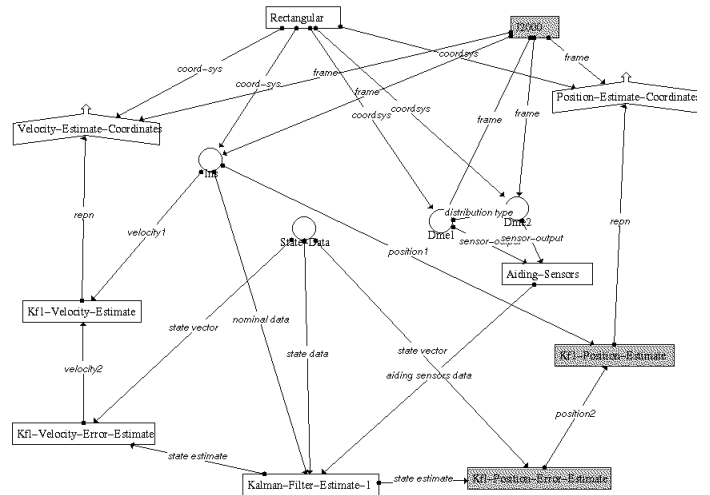 Rectangular
J2000
coordsys
frame
coord-sys
coord-sys
frame
frame
coordsys
coordsys
frame
frame
Position-Estimate-Coordinates
Velocity-Estimate-Coordinates
Ins
repn
distribution type
repn
velocity1
Dme1
Dme2
State-Data
sensor-output
sensor-output
position1
Aiding-Sensors
Kf1-Velocity-Estimate
nominal data
state vector
state data
state vector
Kf1-Position-Estimate
velocity2
aiding sensors data
position2
Kf1-Velocity-Error-Estimate
state estimate
Kalman-Filter-Estimate-1
state estimate
Kf1-Position-Error-Estimate